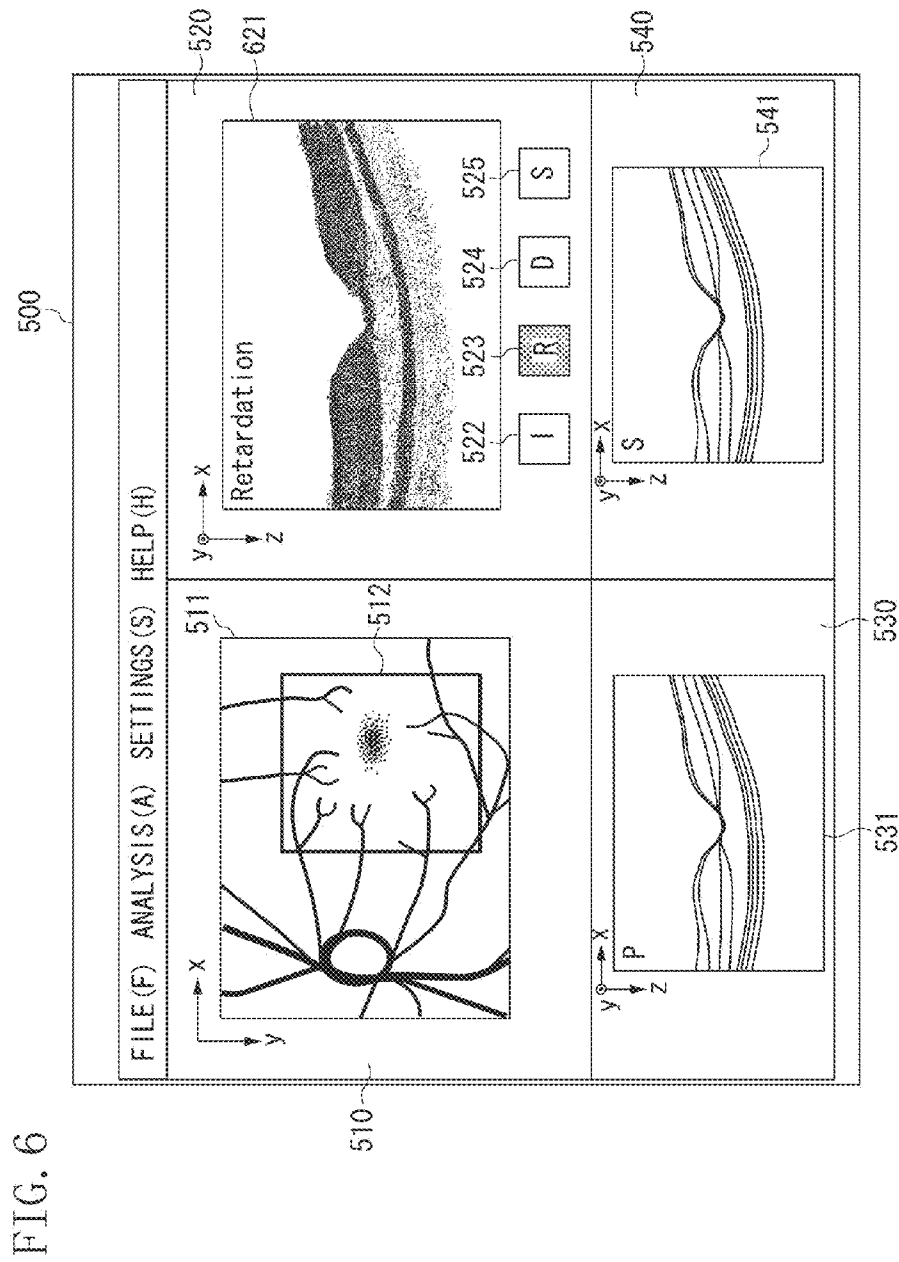 FIG. 6
500
FILE(F) ANALYSIS(A) SETTINGS(S) HELP(H)
510
x
y
511
512
520
y x
z
621
Retardation
522 523 524 525
I R D S
530
y x
z
P
531
540
y x
z
S
541